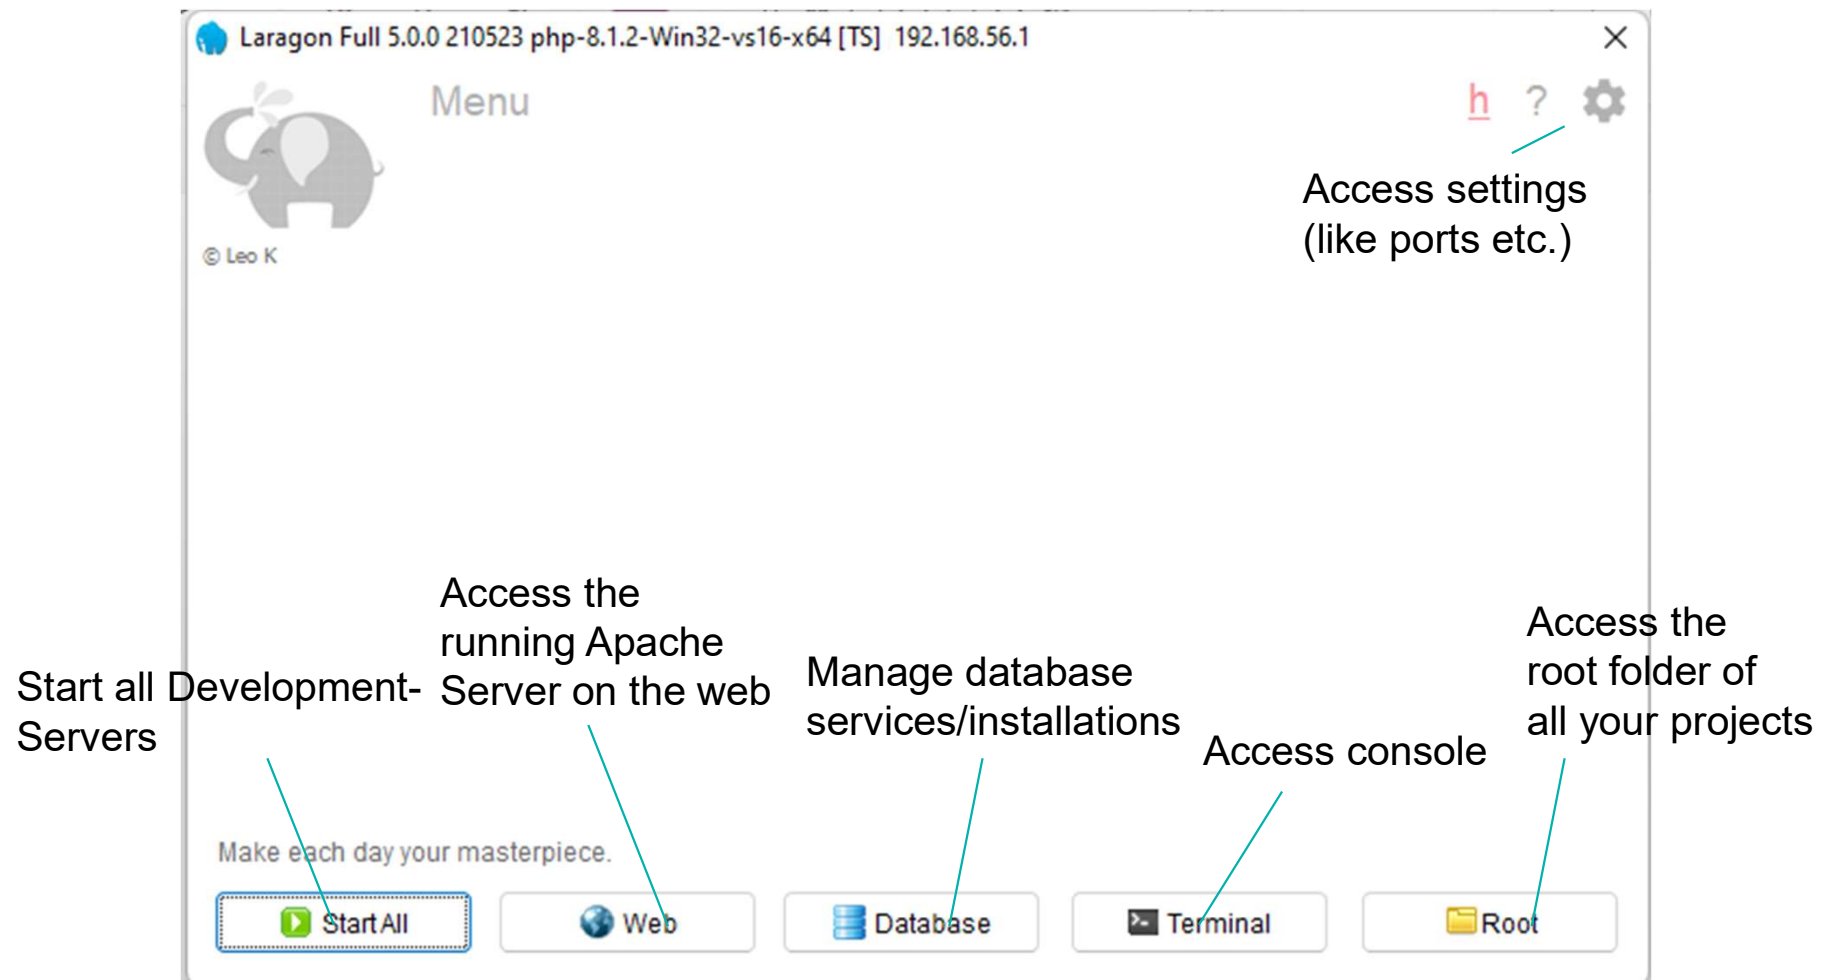 Laragon Full 5.0.0 210523 php-8.1.2-Win32-vs16-x64 [TS] 192.168.56.1
Menu
h ?
Access settings
(like ports etc.)
© Leo K
Access the
running Apache
Server on the web
Start all Development-
Servers
Manage database
services/installations
Access console
Access the
root folder of
all your projects
Make each day your masterpiece.
Start All
Web
Database
Terminal
Root